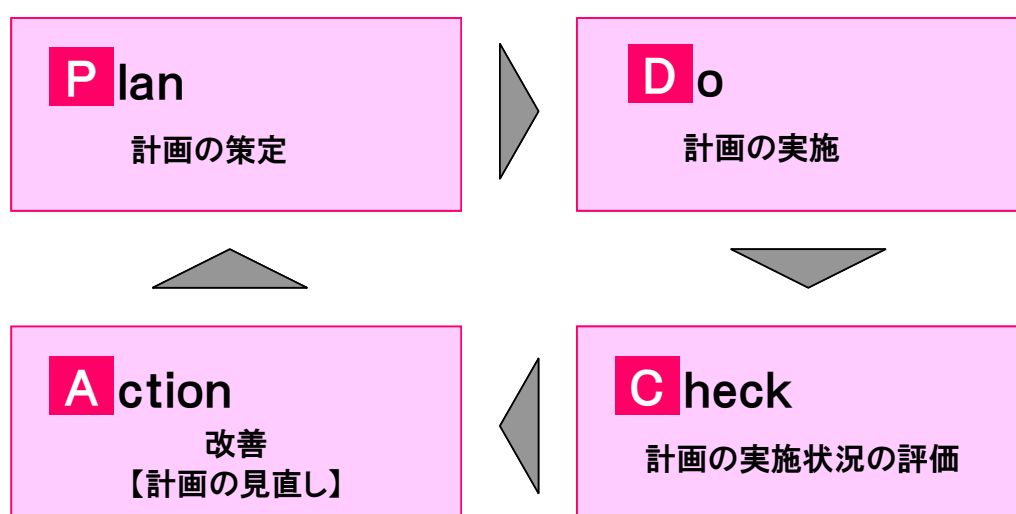 Plan
計画の策定
Do
計画の実施
Action
改善
【計画の見直し】
Check
計画の実施状況の評価